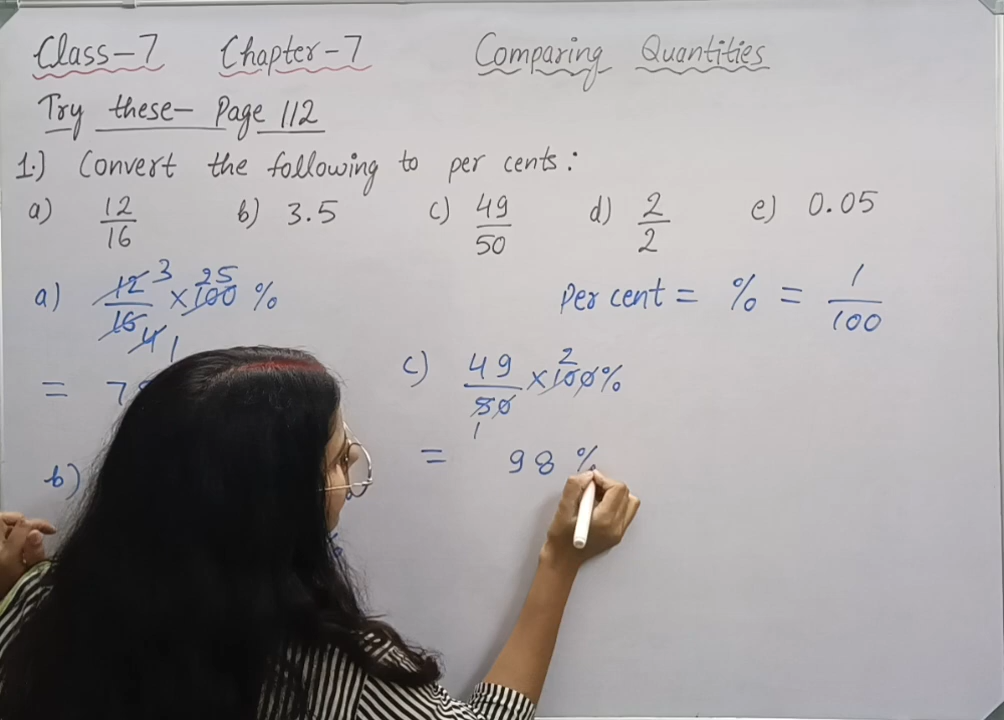 Class-7 Chapter-7 Comparing Quantities
Try these- Page 112
1.) Convert the following to per cents :
a) 12/16 b) 3.5 c) 49/50 d) 2/2 e) 0.05
a) 12/16 3 4 1 × 100 25 % Per cent = % = 1/100
= 7
c) 49/50 1 × 100 2 %
= 98 %
b)